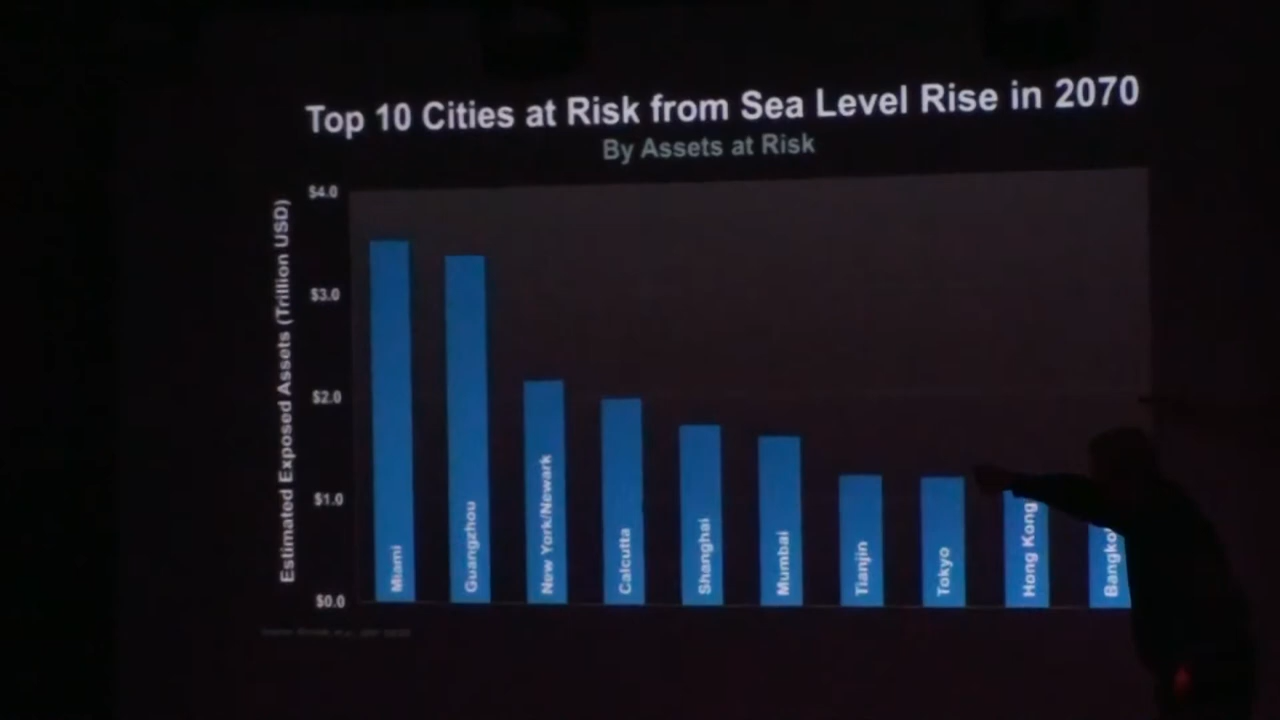 Top 10 Cities at Risk from Sea Level Rise in 2070
By Assets at Risk
Estimated Exposed Assets (Trillion USD)
$4.0
$3.0
$2.0
$1.0
$0.0
Miami
Guangzhou
New York/Newark
Calcutta
Shanghai
Mumbai
Tianjin
Tokyo
Hong Kong
Bangko